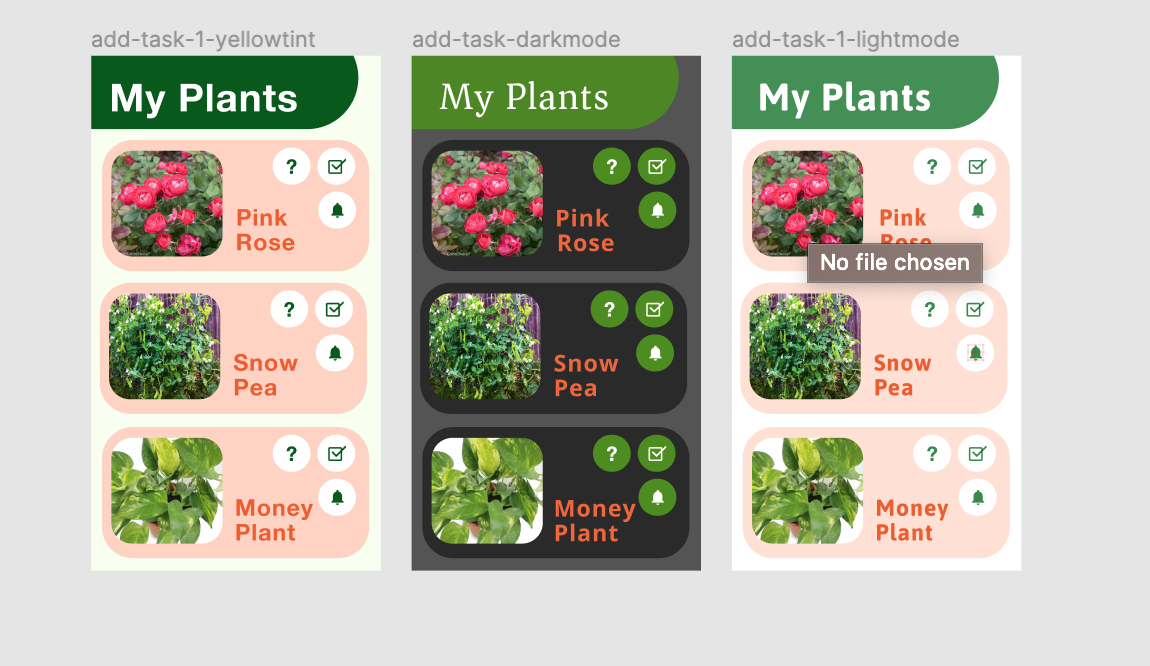 add-task-1-yellowtint
My Plants
?
Pink
Rose
?
Snow
Pea
?
Money
Plant
add-task-darkmode
My Plants
?
Pink
Rose
?
Snow
Pea
?
Money
Plant
add-task-1-lightmode
My Plants
?
Pink
Rose
No file chosen
?
Snow
Pea
?
Money
Plant